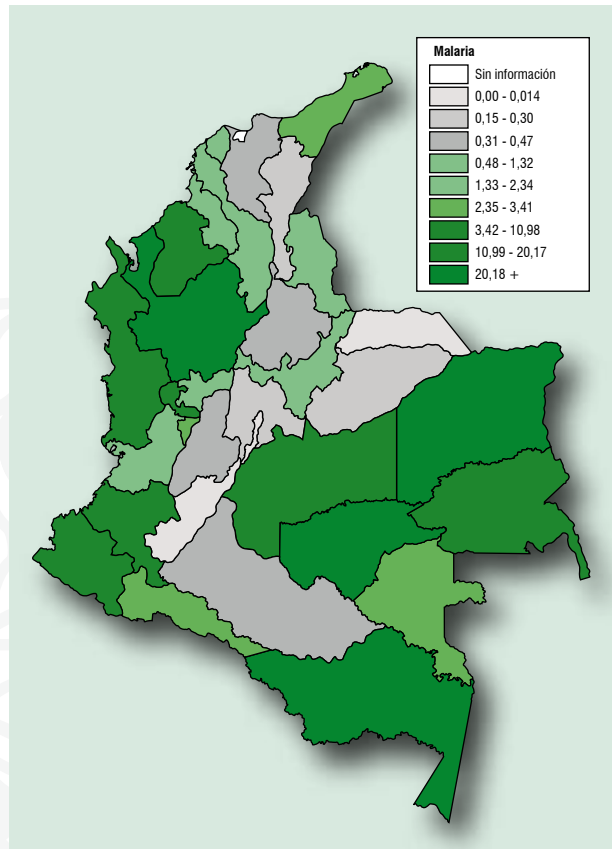 Malaria
Sin información
0,00 - 0,014
0,15 - 0,30
0,31 - 0,47
0,48 - 1,32
1,33 - 2,34
2,35 - 3,41
3,42 - 10,98
10,99 - 20,17
20,18 +